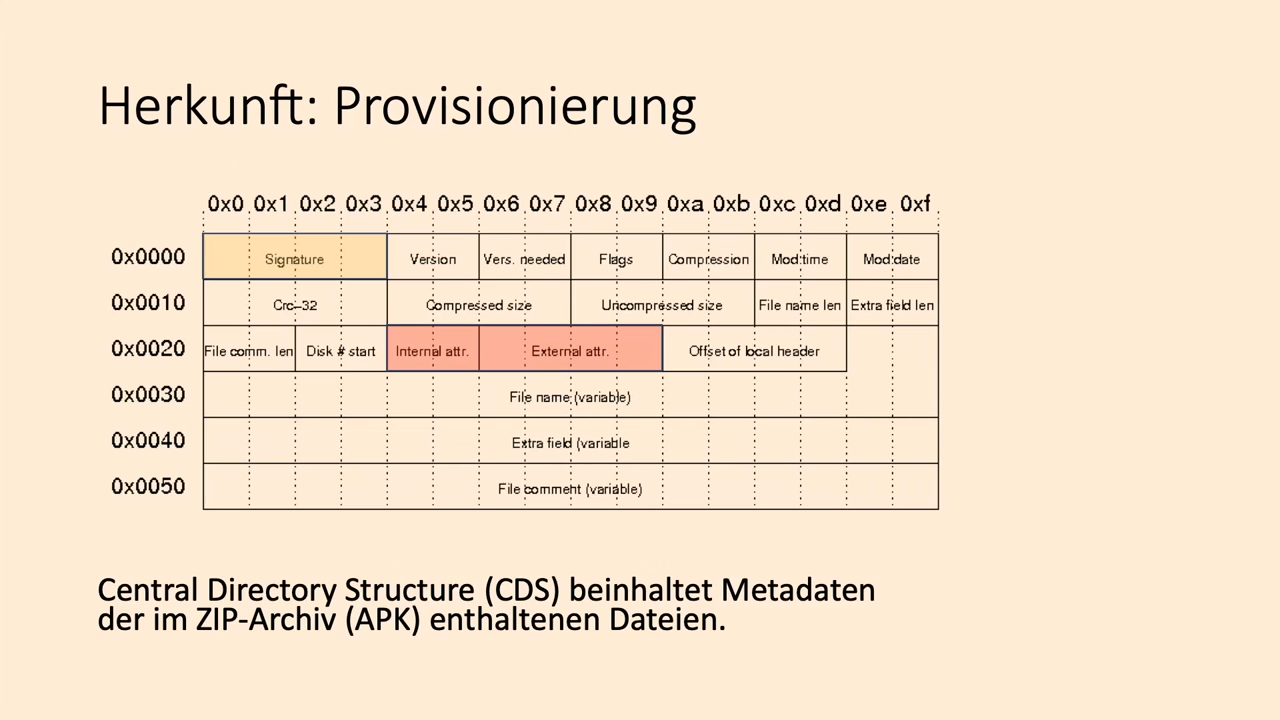 Herkunft: Provisionierung
0x0 0x1 0x2 0x3 0x4 0x5 0x6 0x7 0x8 0x9 0xa 0xb 0xc 0xd 0xe 0xf
0x0000 Signature Version Vers. needed Flags Compression Mod time Mod date
0x0010 Crc-32 Compressed size Uncompressed size File name len Extra field len
0x0020 File comm. len Disk # start Internal attr. External attr. Offset of local header
0x0030 File name (variable)
0x0040 Extra field (variable
0x0050 File comment (variable)
Central Directory Structure (CDS) beinhaltet Metadaten
der im ZIP-Archiv (APK) enthaltenen Dateien.